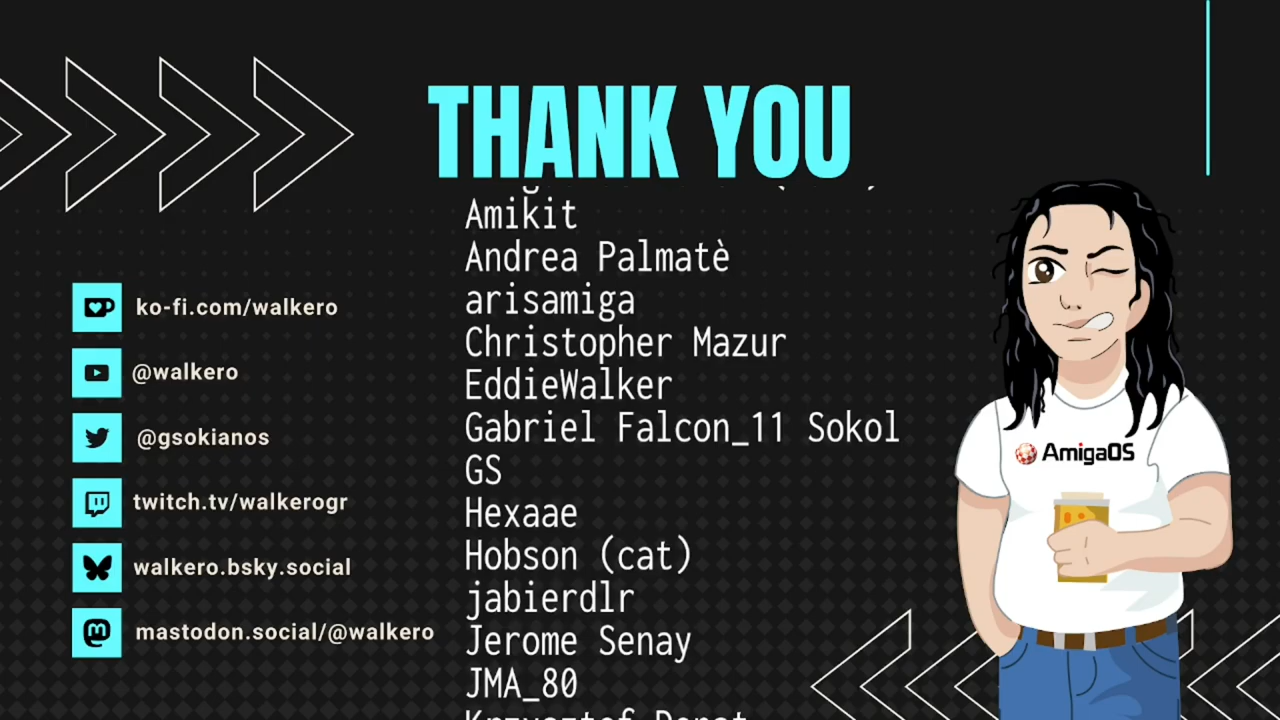 THANK YOU
Amikit
Andrea Palmatè
arisamiga
Christopher Mazur
EddieWalker
Gabriel Falcon_11 Sokol
GS
Hexaae
Hobson (cat)
jabierdlr
Jerome Senay
JMA_80
ko-fi.com/walkero
@walkero
@gsokianos
twitch.tv/walkerogr
walkero.bsky.social
mastodon.social/@walkero
AmigaOS